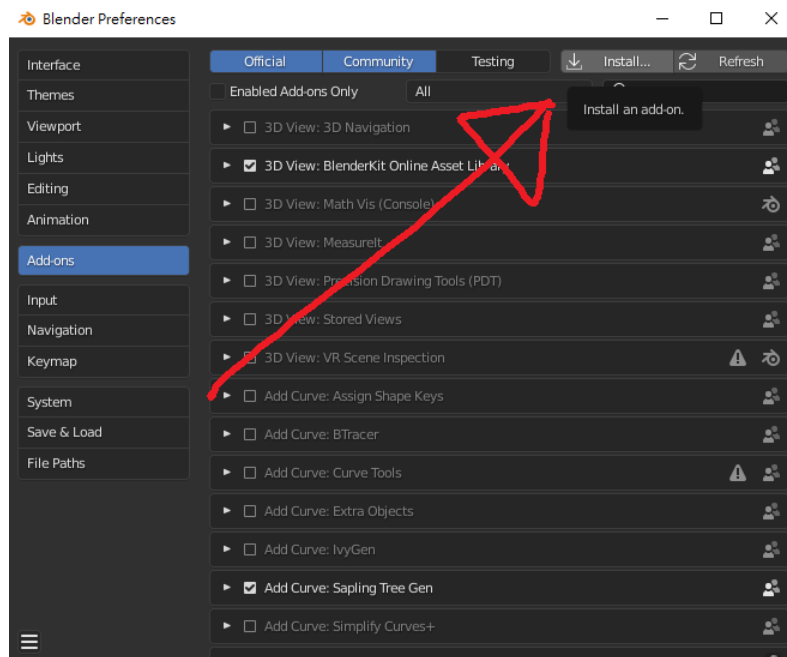 Blender Preferences
Interface
Themes
Viewport
Lights
Editing
Animation
Add-ons
Input
Navigation
Keymap
System
Save & Load
File Paths
Official Community Testing Install... Refresh
Enabled Add-ons Only All
Install an add-on.
3D View: 3D Navigation
3D View: BlenderKit Online Asset Library
3D View: Math Vis (Console)
3D View: MeasureIt
3D View: Precision Drawing Tools (PDT)
3D View: Stored Views
3D View: VR Scene Inspection
Add Curve: Assign Shape Keys
Add Curve: BTracer
Add Curve: Curve Tools
Add Curve: Extra Objects
Add Curve: IvyGen
Add Curve: Sapling Tree Gen
Add Curve: Simplify Curves+